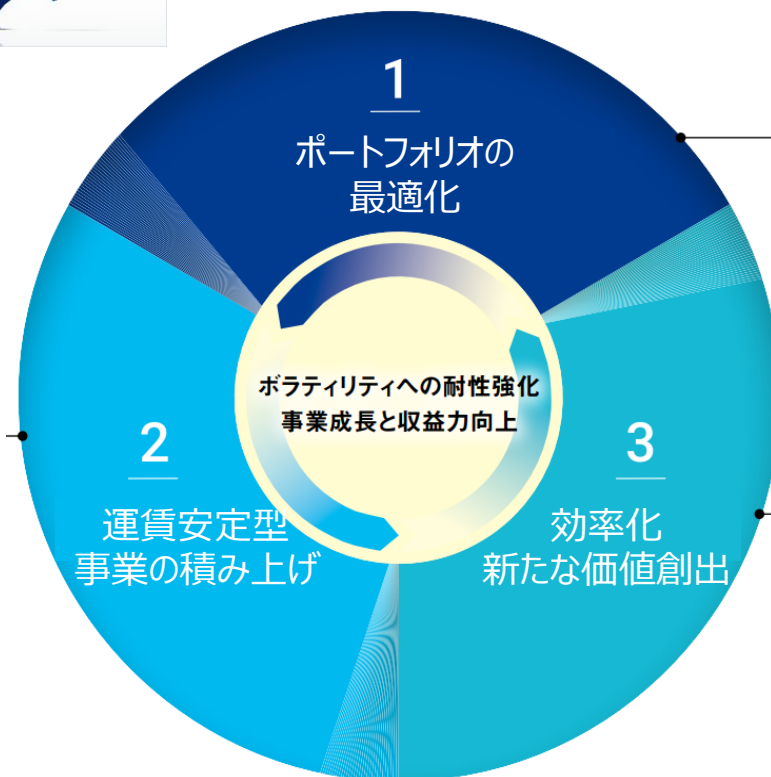 1
ポートフォリオの
最適化
ボラティリティへの耐性強化
事業成長と収益力向上
2
運賃安定型
事業の積み上げ
3
効率化
新たな価値創出